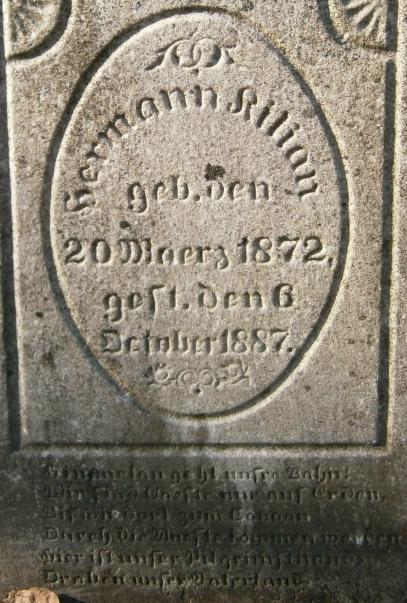 Hermann Kilian
geb. den
20 Maerz 1872,
gest. den 6
October 1887.
Himmelan geht unsre Bahn!
Wir sind Gaeste nur auf Erden,
Bis wir dort zum Canaan
Durch die Wueste kommen werden
Hier ist unser Pilgrimstand
Droben unser Vaterland.